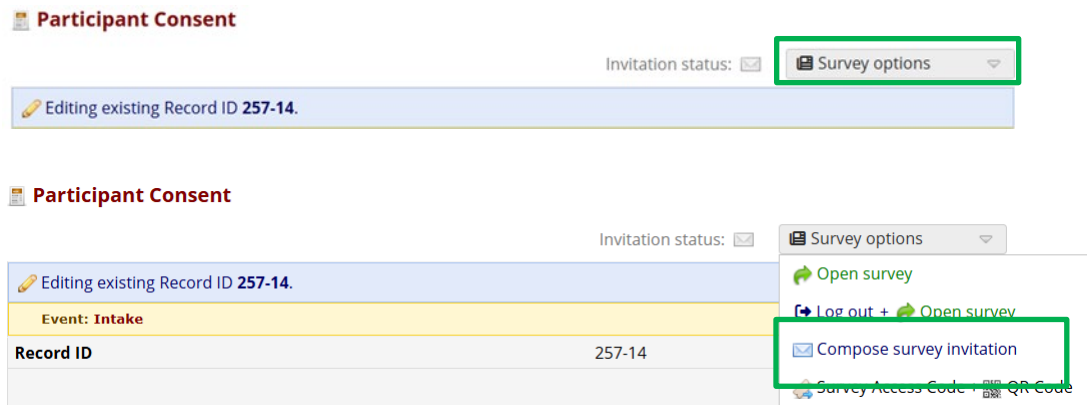 Participant Consent
Invitation status: Survey options
Editing existing Record ID 257-14.
Participant Consent
Invitation status: Survey options
Open survey
Editing existing Record ID 257-14.
Log out + Open survey
Event: Intake
Compose survey invitation
Record ID 257-14
Survey Access Code + QR Code